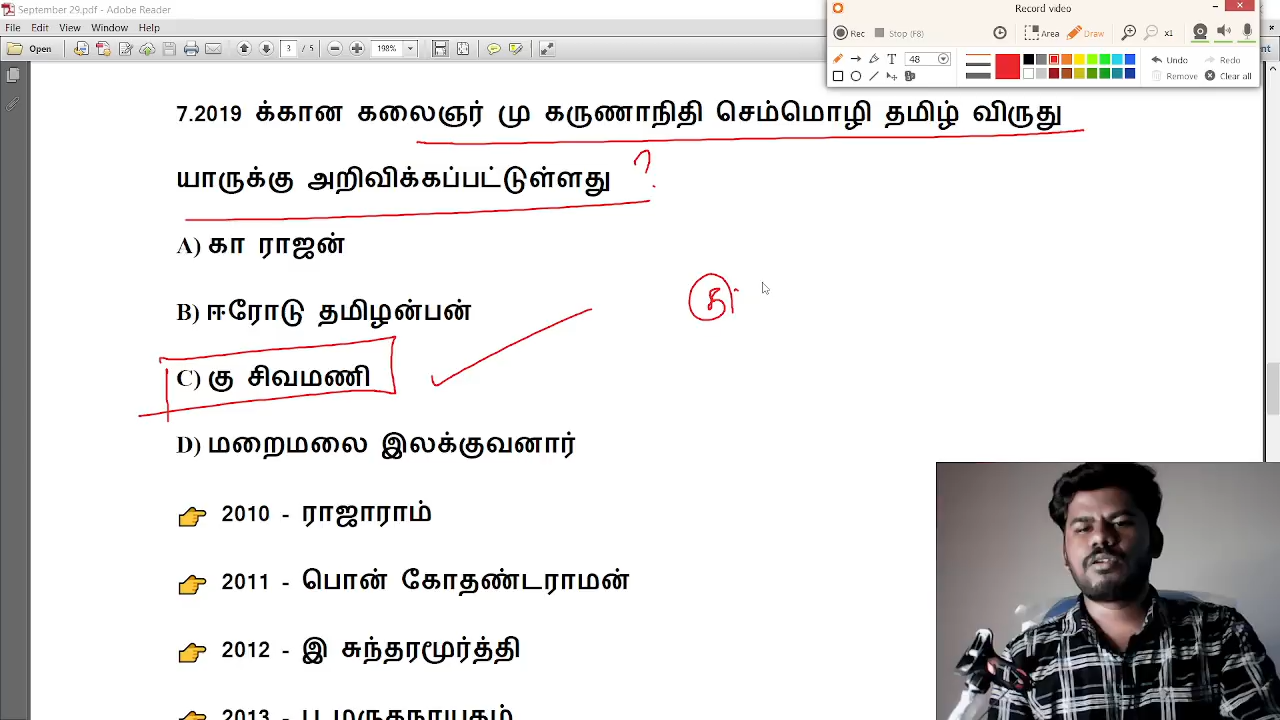 September 29.pdf - Adobe Reader
File Edit View Window Help
Open 3 / 5 198%
Record video
Rec Stop (F8) Area Draw x1
T 48 Undo Redo
Remove Clear all
7.2019 க்கான கலைஞர் மு கருணாநிதி செம்மொழி தமிழ் விருது
யாருக்கு அறிவிக்கப்பட்டுள்ளது ?
A) கா ராஜன்
B) ஈரோடு தமிழன்பன்
C) கு சிவமணி
D) மறைமலை இலக்குவனார்
2010 - ராஜாராம்
2011 - பொன் கோதண்டராமன்
2012 - இ சுந்தரமூர்த்தி
2013 -